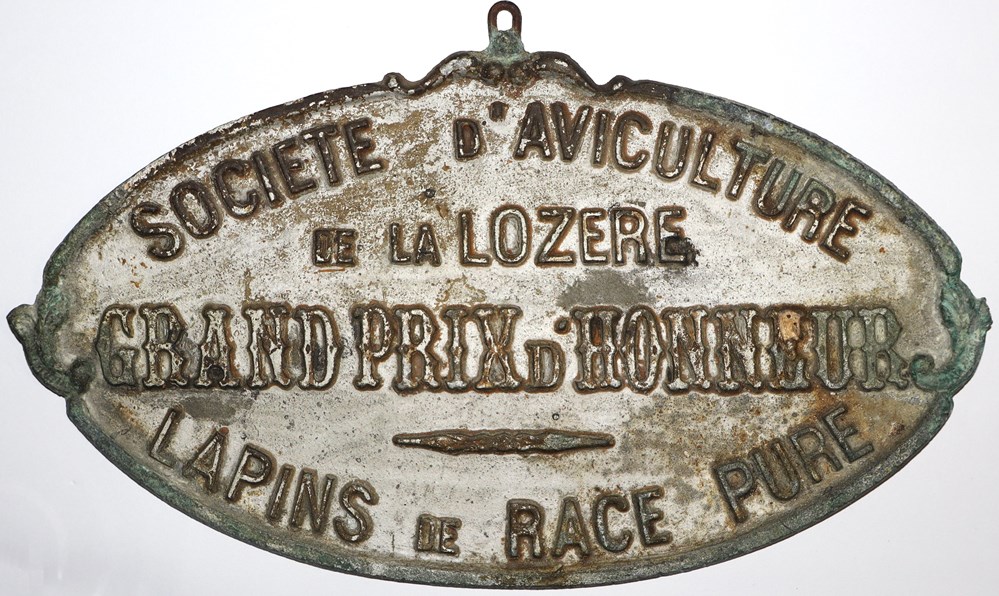 SOCIETE D'AVICULTURE
DE LA LOZERE
GRAND PRIX D'HONNEUR
LAPINS DE RACE PURE